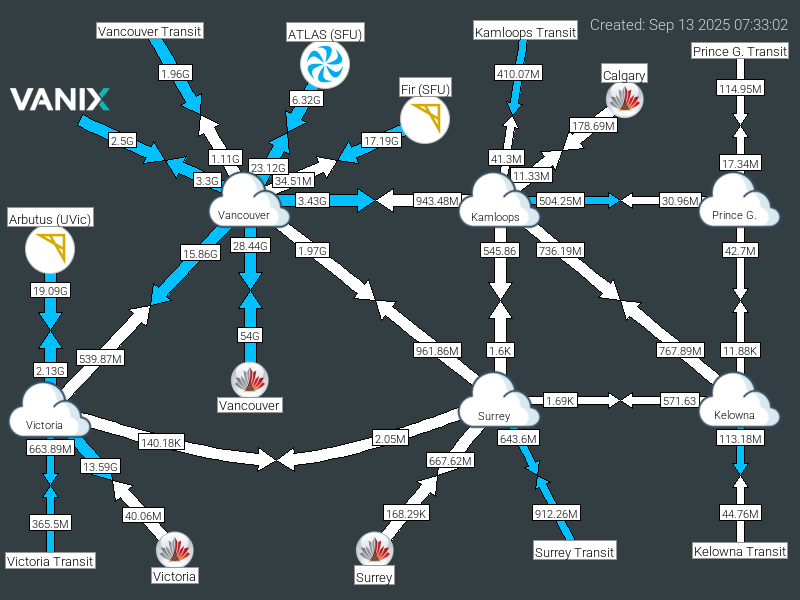 Created: Sep 13 2025 07:33:02
Vancouver Transit
ATLAS (SFU)
Kamloops Transit
Prince G. Transit
1.96G
410.07M
Calgary
Fir (SFU)
114.95M
VANIX
6.32G
178.69M
2.5G
17.19G
1.11G
41.3M
17.34M
23.12G
11.33M
3.3G
34.51M
3.43G
943.48M
504.25M
30.96M
Vancouver
Kamloops
Prince G.
Arbutus (UVic)
15.86G
28.44G
1.97G
545.86
736.19M
42.7M
19.09G
54G
539.87M
961.86M
1.6K
767.89M
11.88K
2.13G
Vancouver
1.69K
571.63
Victoria
Surrey
Kelowna
663.89M
140.18K
2.05M
643.6M
113.18M
13.59G
667.62M
365.5M
40.06M
168.29K
912.26M
44.76M
Victoria Transit
Victoria
Surrey
Surrey Transit
Kelowna Transit